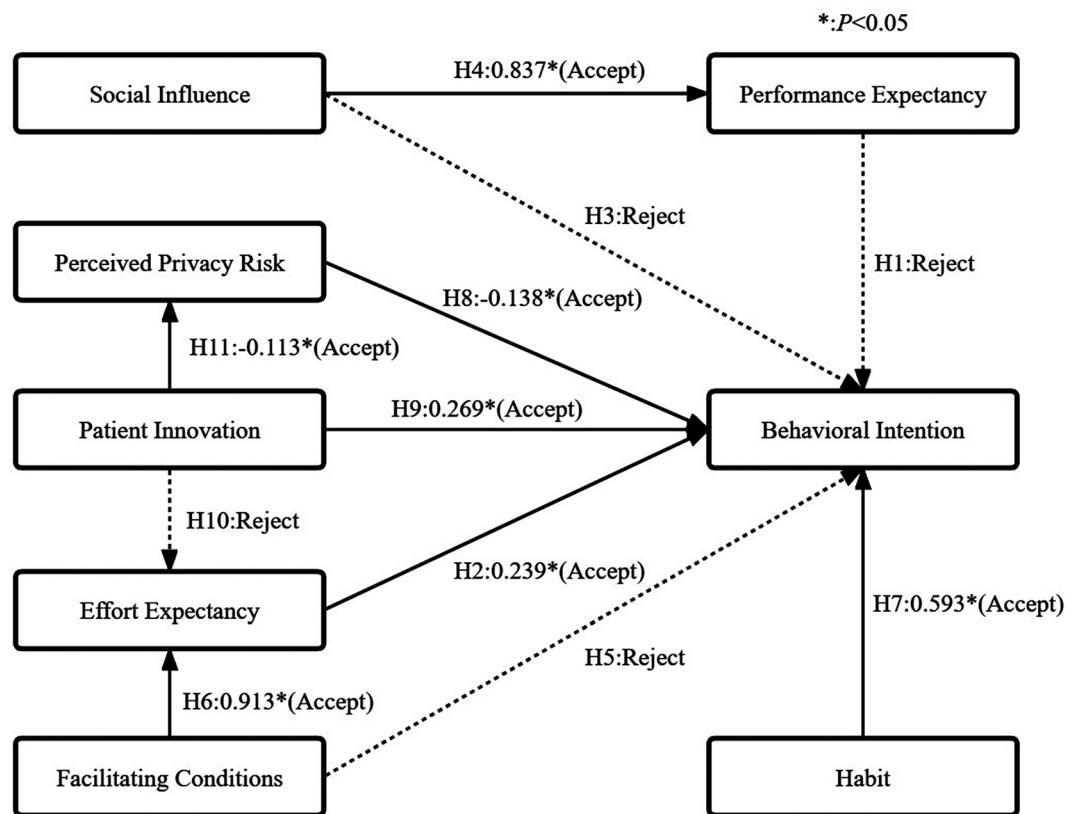 *:P<0.05
Social Influence
H4:0.837*(Accept)
Performance Expectancy
H3:Reject
H1:Reject
Perceived Privacy Risk
H8:-0.138*(Accept)
H11:-0.113*(Accept)
Patient Innovation
H9:0.269*(Accept)
Behavioral Intention
H10:Reject
H2:0.239*(Accept)
Effort Expectancy
H7:0.593*(Accept)
H5:Reject
H6:0.913*(Accept)
Facilitating Conditions
Habit